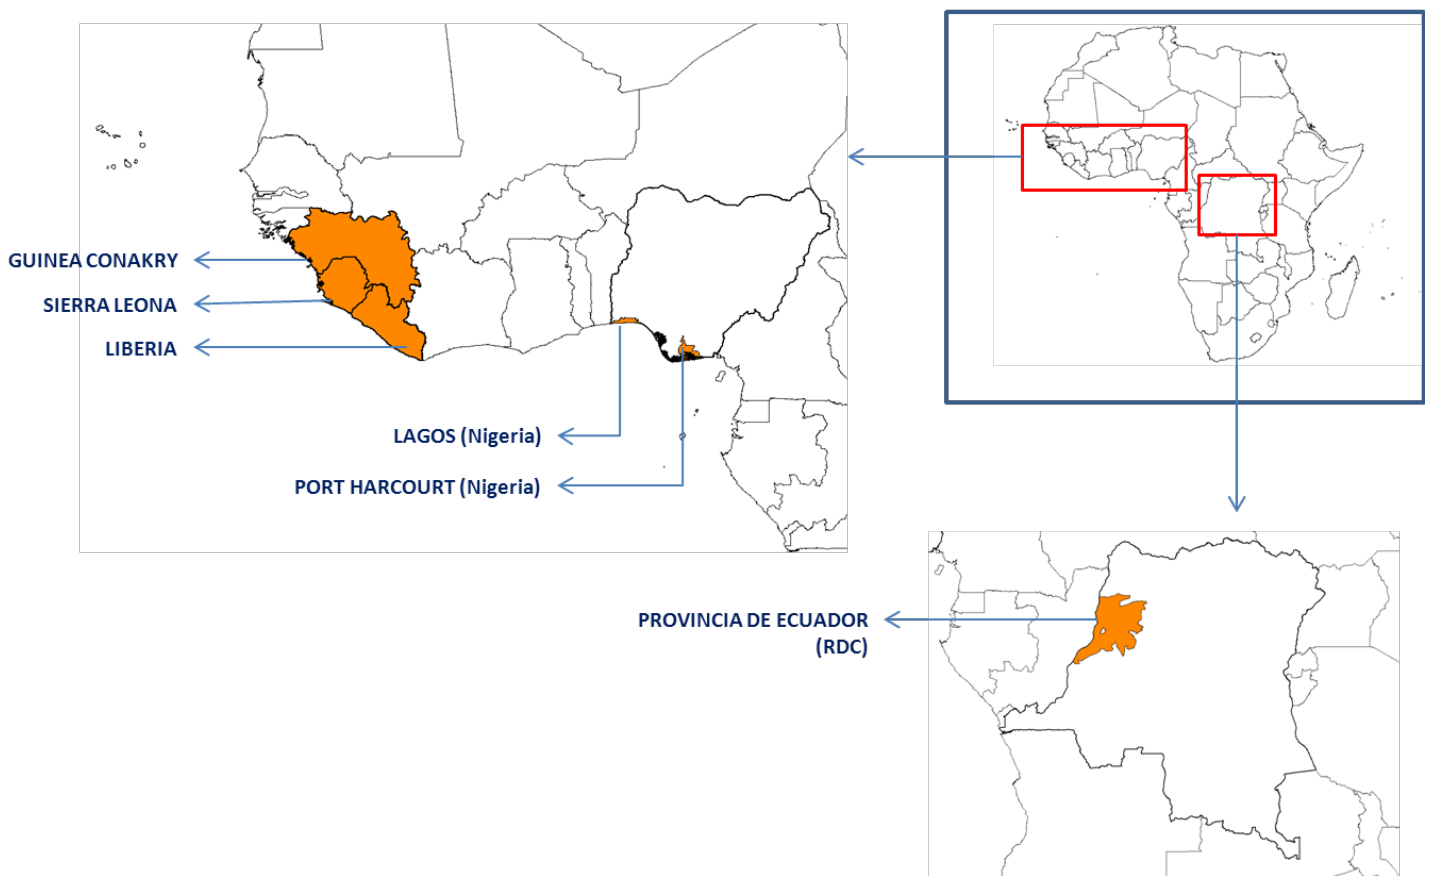 GUINEA CONAKRY
SIERRA LEONA
LIBERIA
LAGOS (Nigeria)
PORT HARCOURT (Nigeria)
PROVINCIA DE ECUADOR
(RDC)